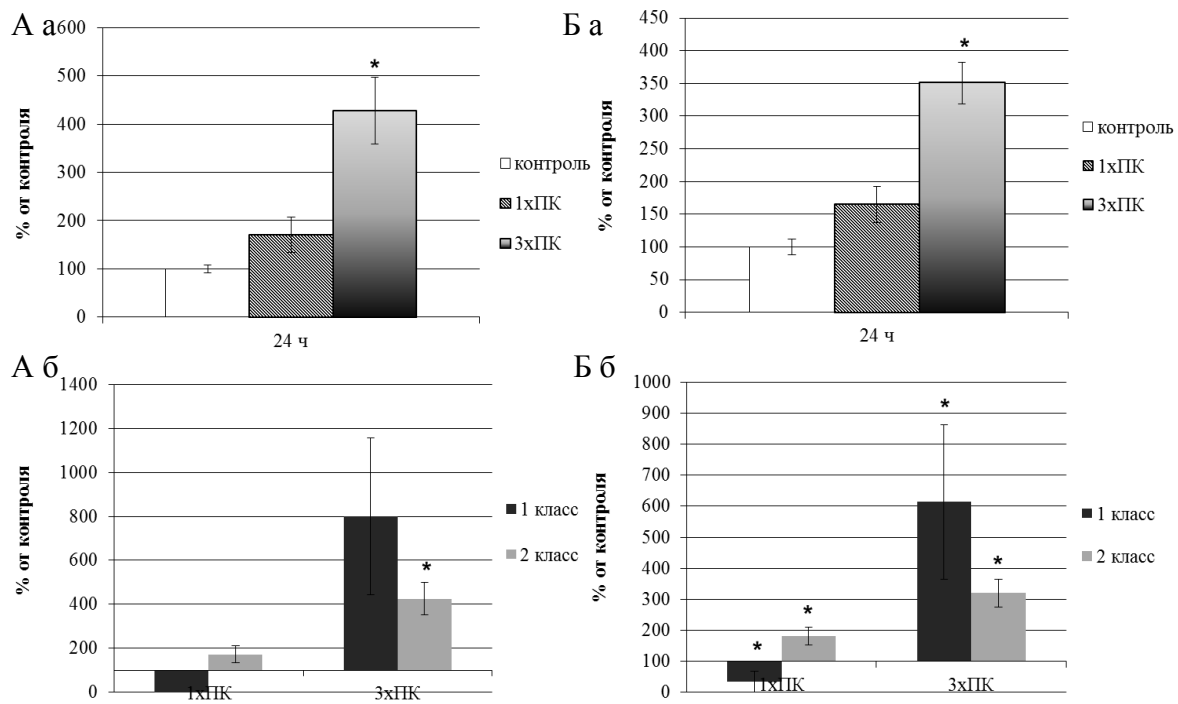 А а
% от контроля
600
500
400
300
200
100
0
*
24 ч
контроль
1хПК
3хПК
Б а
% от контроля
450
400
350
300
250
200
150
100
50
0
*
24 ч
контроль
1хПК
3хПК
А б
% от контроля
1400
1200
1000
800
600
400
200
0
*
1хПК
3хПК
1 класс
2 класс
Б б
% от контроля
1000
900
800
700
600
500
400
300
200
100
0
*
*
*
*
1хПК
3хПК
1 класс
2 класс